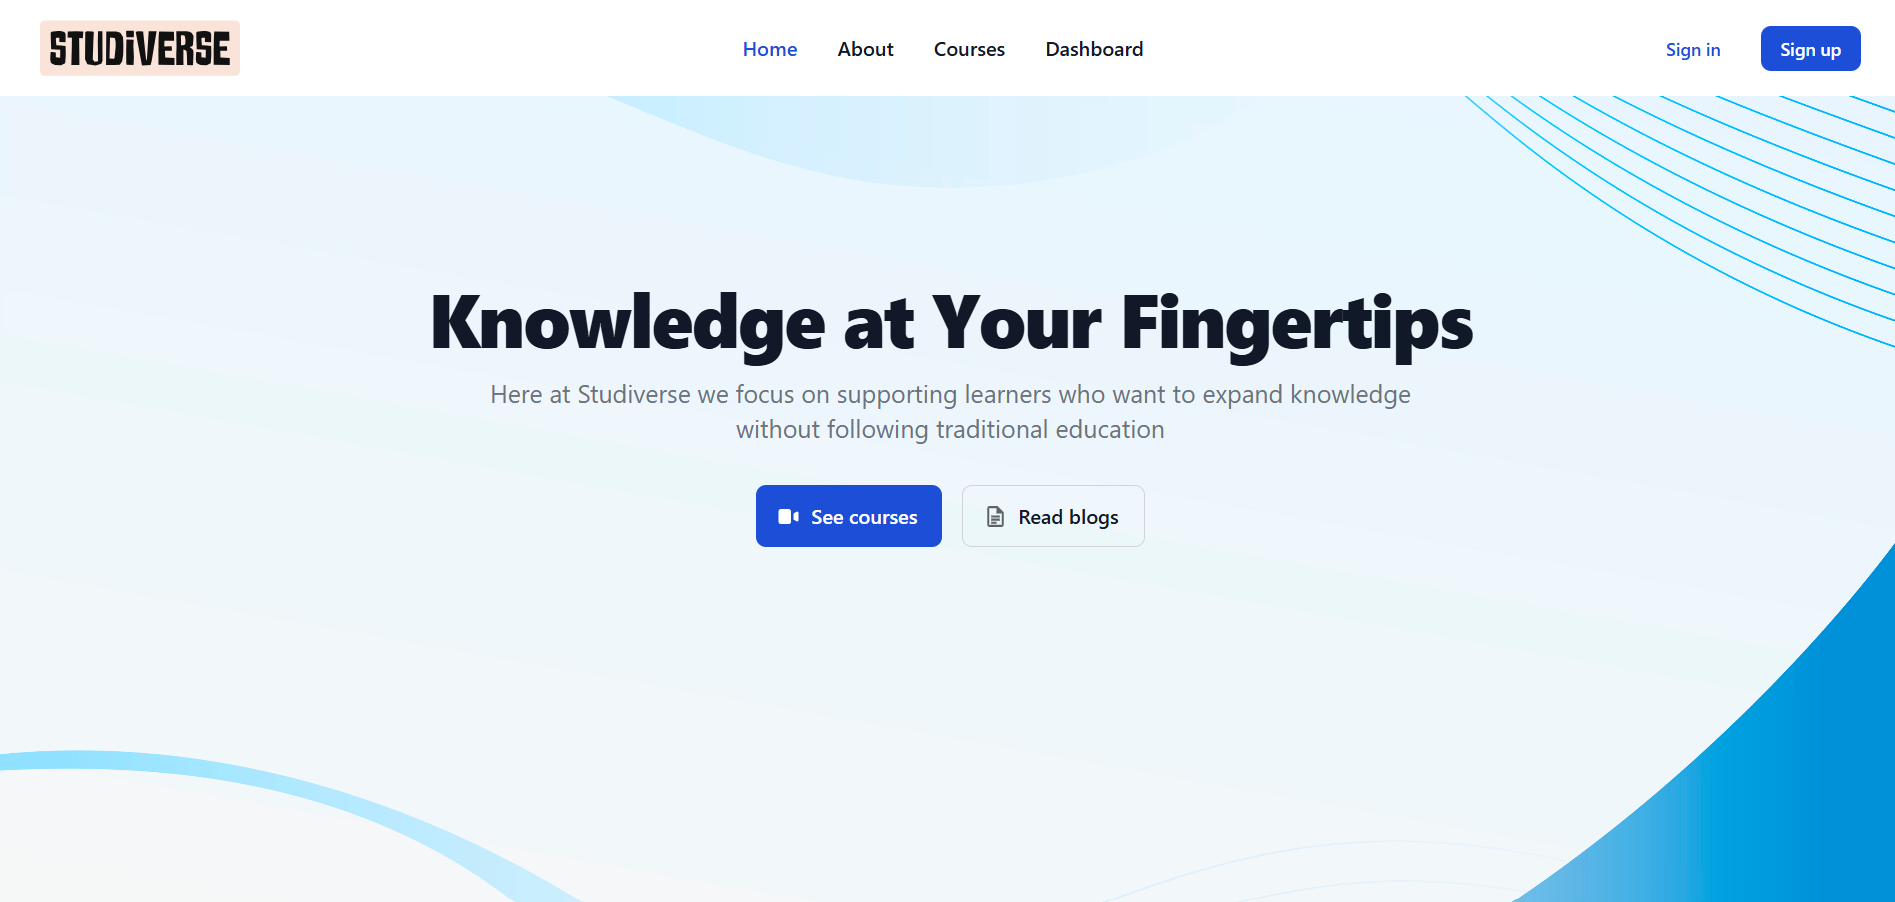 STUDiVERSE
Home About Courses Dashboard
Sign in Sign up
Knowledge at Your Fingertips
Here at Studiverse we focus on supporting learners who want to expand knowledge
without following traditional education
See courses Read blogs